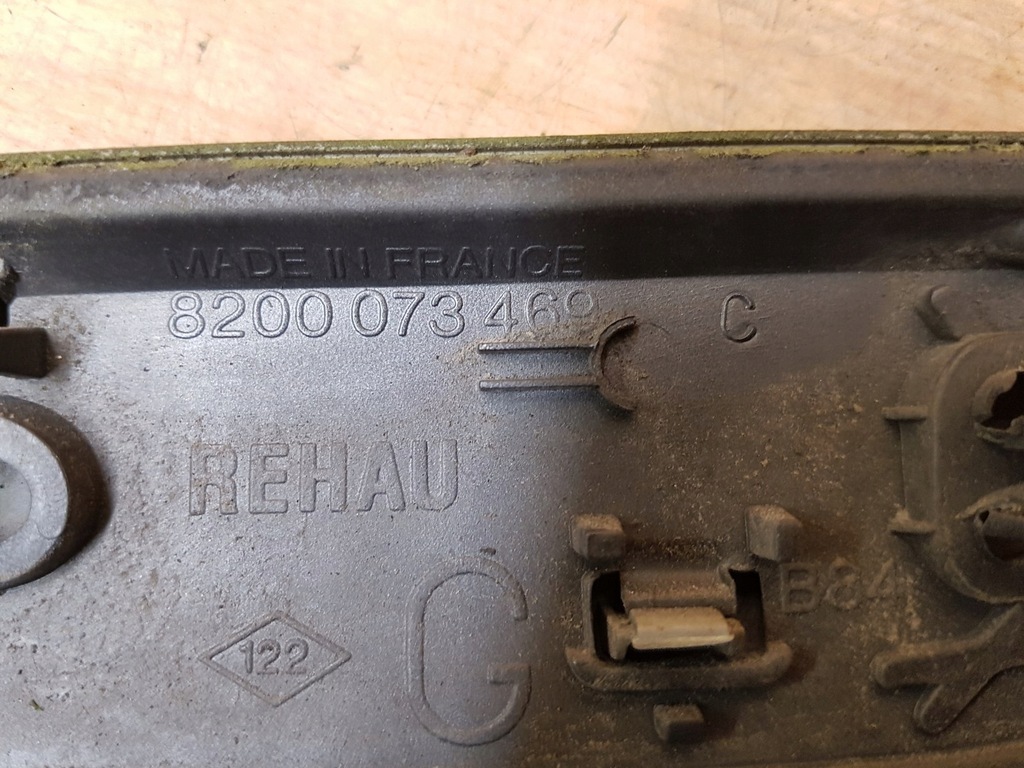 MADE IN FRANCE
8200 073 469 C
REHAU
G
B84
122